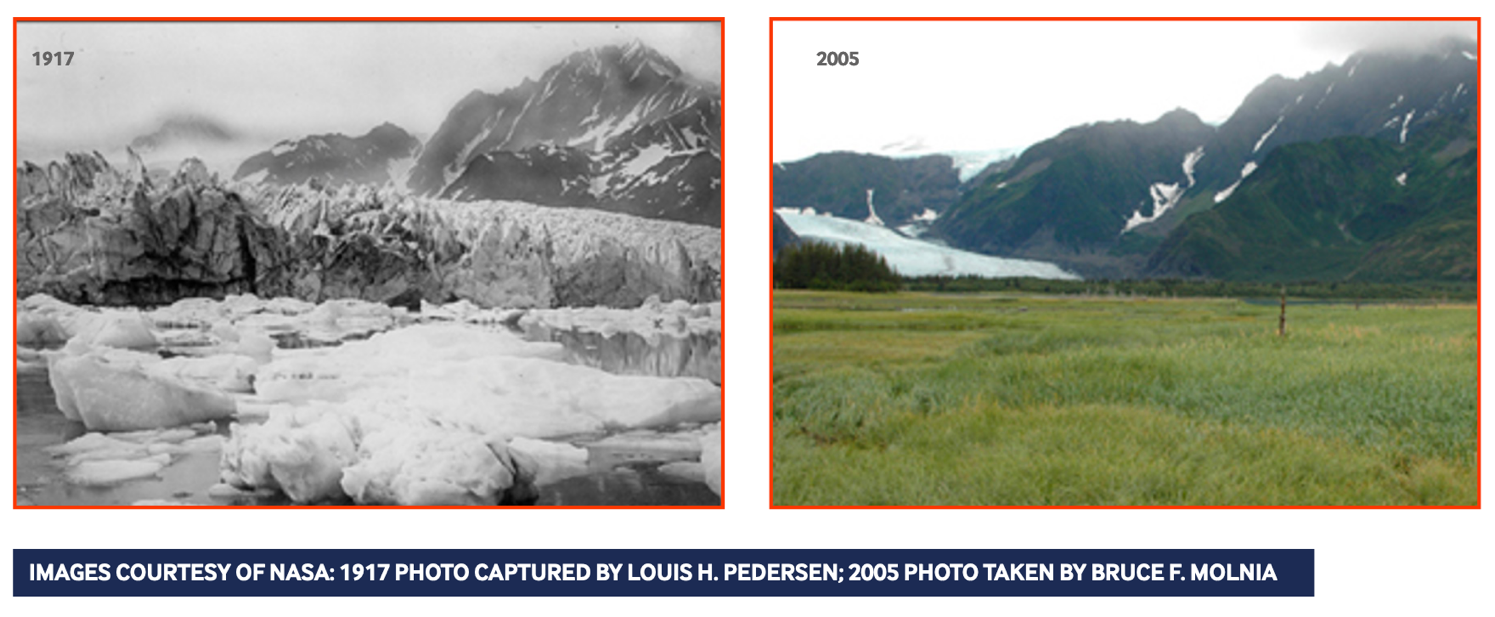 1917
2005
IMAGES COURTESY OF NASA: 1917 PHOTO CAPTURED BY LOUIS H. PEDERSEN; 2005 PHOTO TAKEN BY BRUCE F. MOLNIA